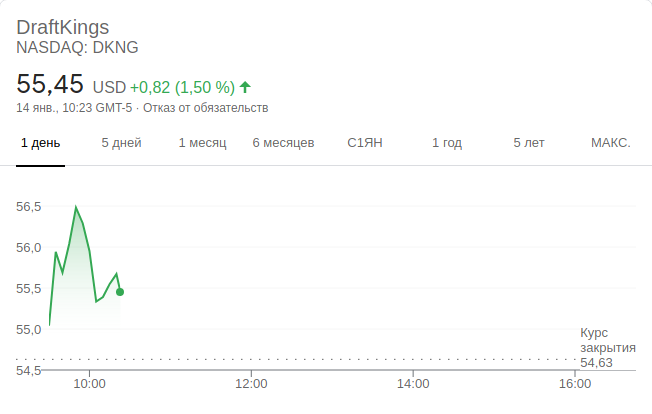 DraftKings
NASDAQ: DKNG
55,45 USD +0,82 (1,50 %)
14 янв., 10:23 GMT-5 · Отказ от обязательств
1 день 5 дней 1 месяц 6 месяцев С1ЯН 1 год 5 лет МАКС.
56,5
56,0
55,5
55,0
54,5
Курс
закрытия
54,63
10:00 12:00 14:00 16:00